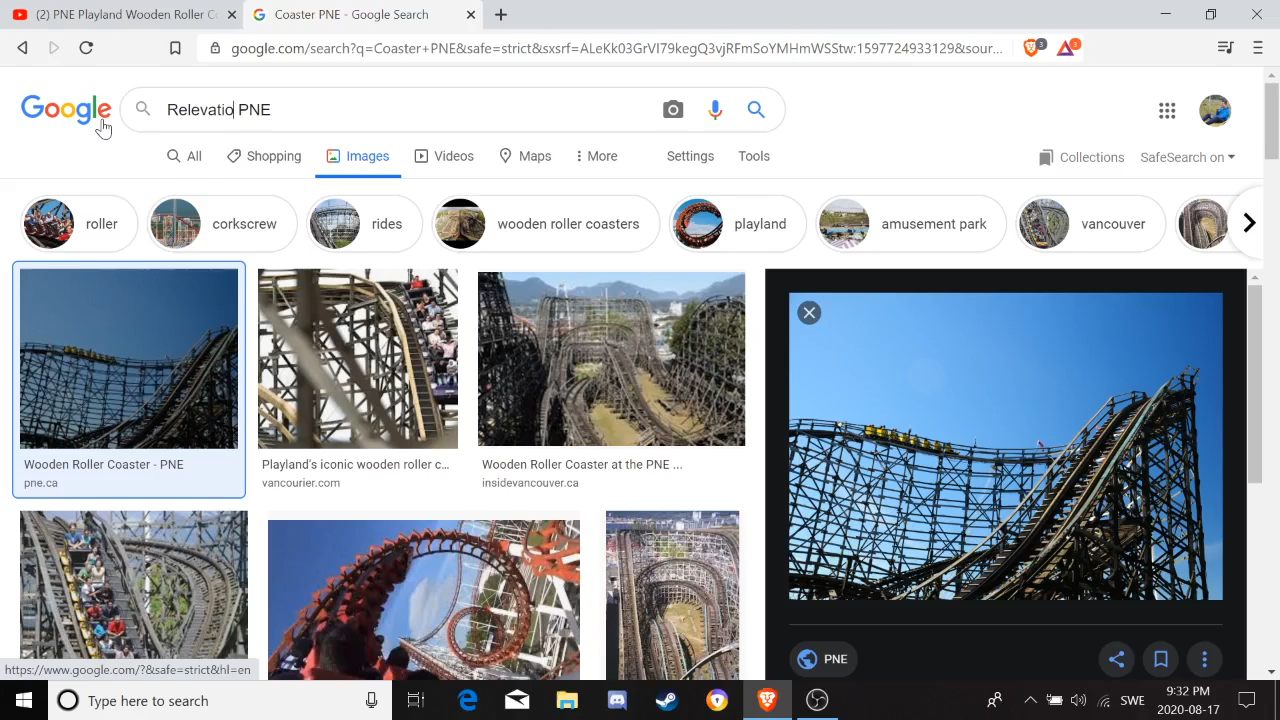 (2) PNE Playland Wooden Roller C
Coaster PNE - Google Search
google.com/search?q=Coaster+PNE&safe=strict&sxsrf=ALeKk03GrVI79kegQ3vjRFmSoYMHmWSStw:1597724933129&sour...
3
3
Google
Relevatio PNE
All
Shopping
Images
Videos
Maps
More
Settings
Tools
Collections
SafeSearch on
roller
corkscrew
rides
wooden roller coasters
playland
amusement park
vancouver
Wooden Roller Coaster - PNE
pne.ca
Playland's iconic wooden roller c...
vancourier.com
Wooden Roller Coaster at the PNE ...
insidevancouver.ca
PNE
https://www.google.com/?&safe=strict&hl=en
Type here to search
SWE
9:32 PM
2020-08-17